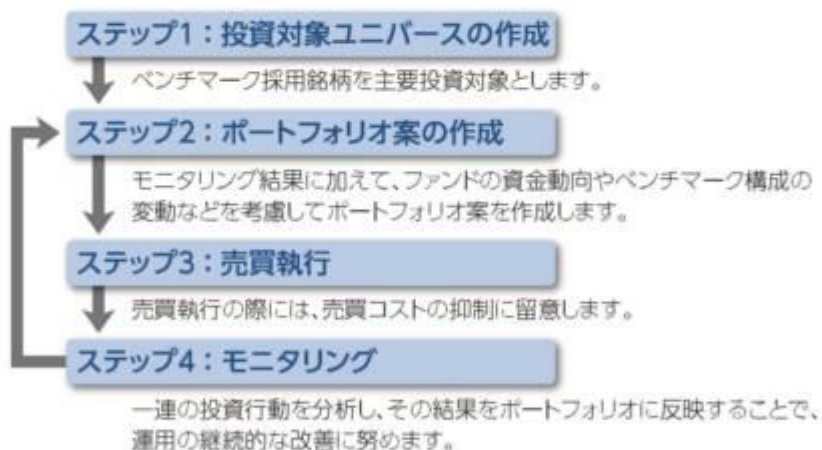 ステップ1：投資対象ユニバースの作成
ベンチマーク採用銘柄を主要投資対象とします。
ステップ2：ポートフォリオ案の作成
モニタリング結果に加えて、ファンドの資金動向やベンチマーク構成の
変動などを考慮してポートフォリオ案を作成します。
ステップ3：売買執行
売買執行の際には、売買コストの抑制に留意します。
ステップ4：モニタリング
一連の投資行動を分析し、その結果をポートフォリオに反映することで、
運用の継続的な改善に努めます。